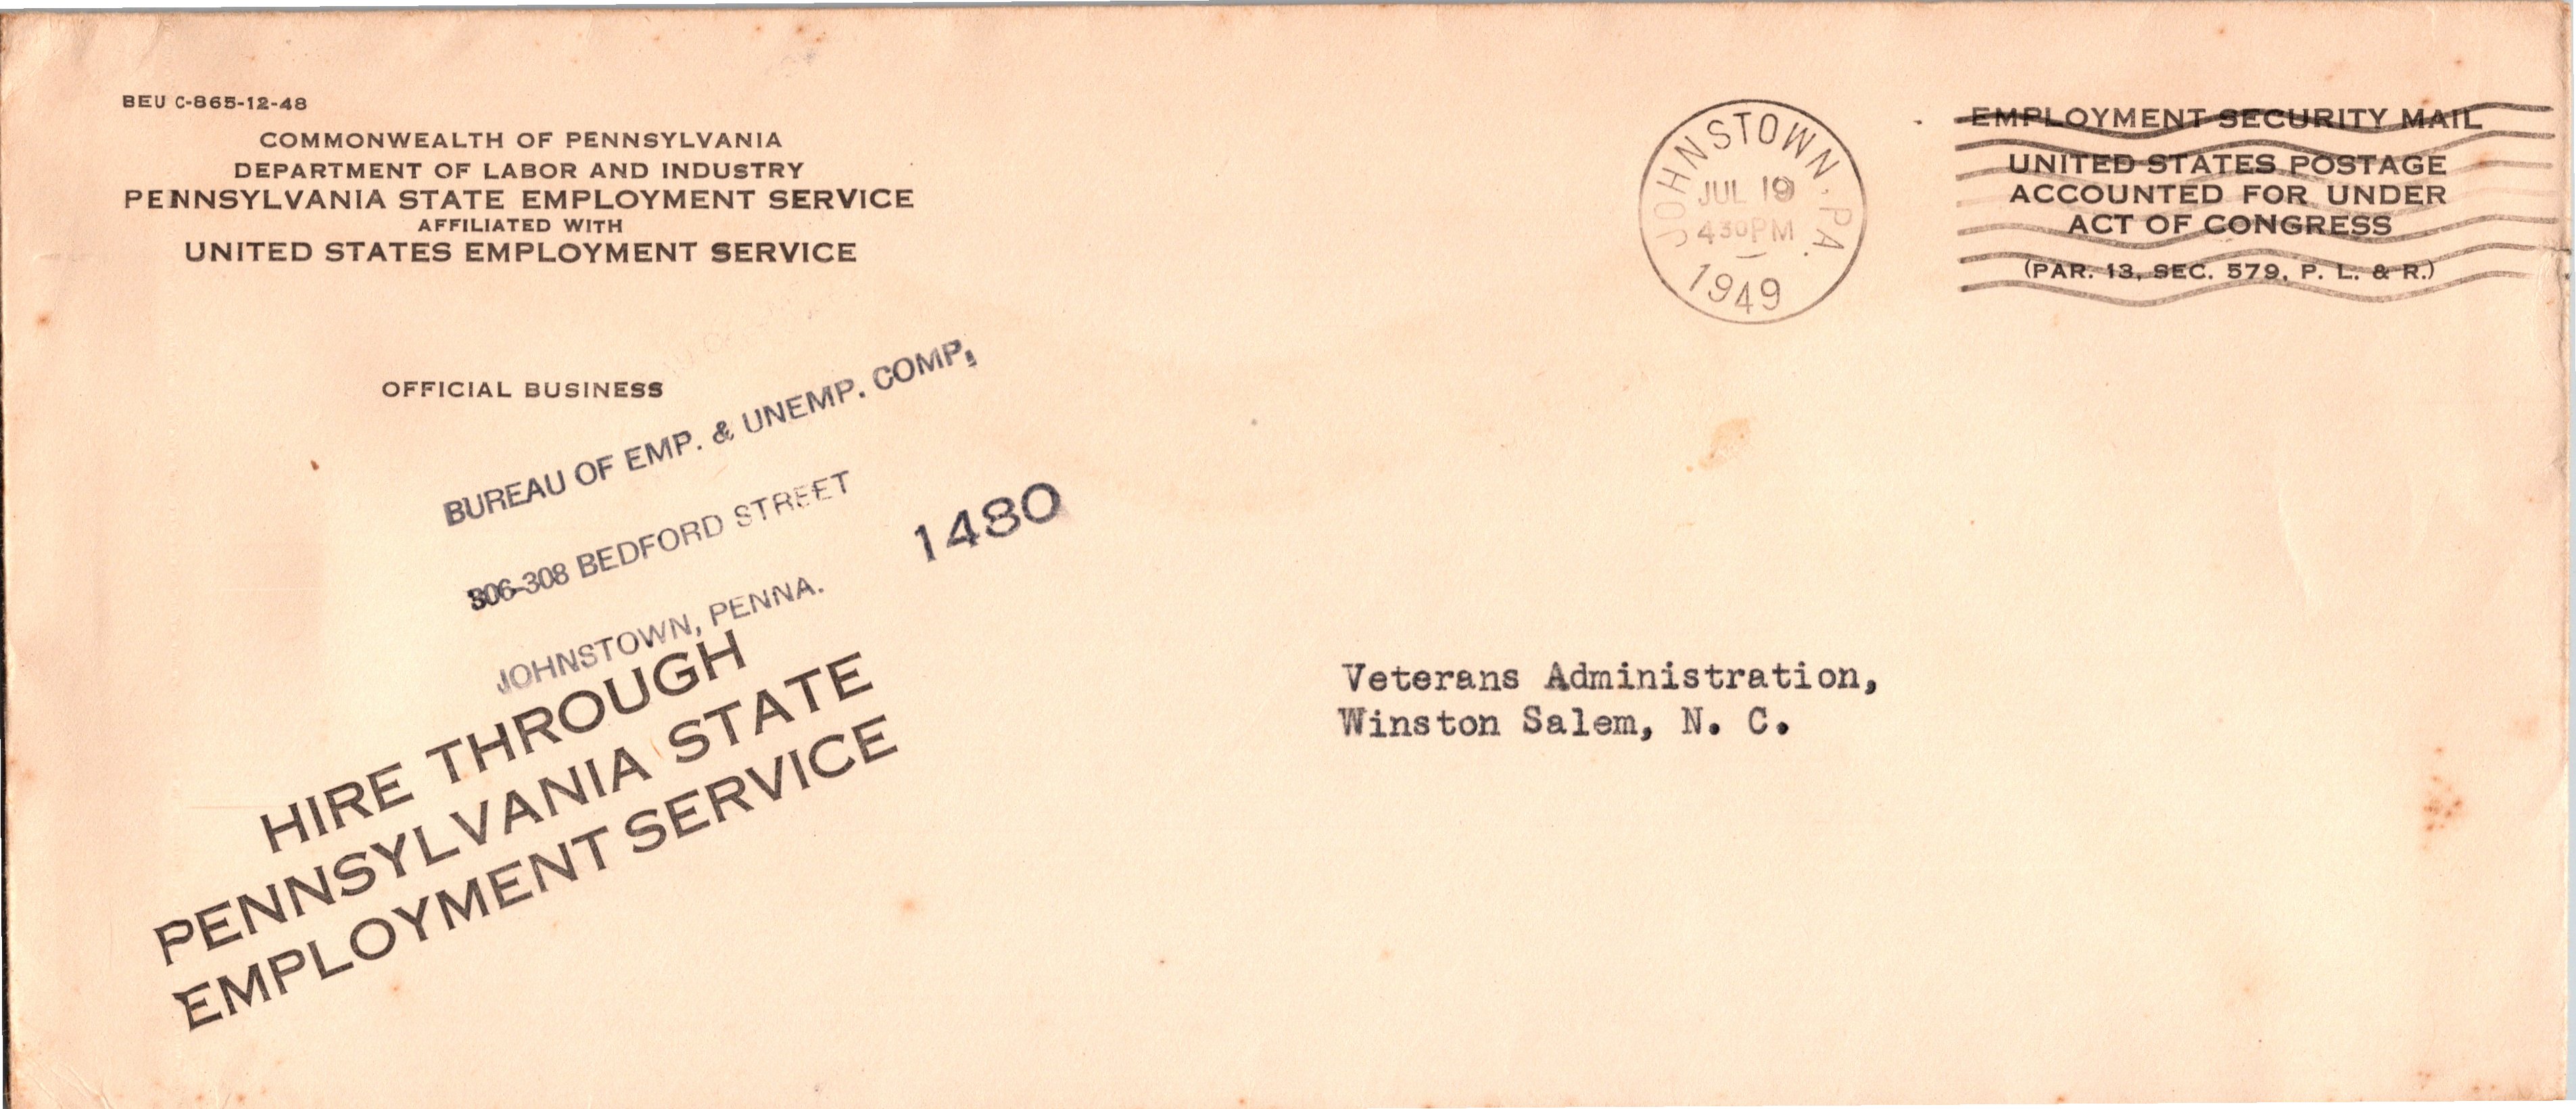 BEU C-865-12-48
COMMONWEALTH OF PENNSYLVANIA
DEPARTMENT OF LABOR AND INDUSTRY
PENNSYLVANIA STATE EMPLOYMENT SERVICE
AFFILIATED WITH
UNITED STATES EMPLOYMENT SERVICE
OFFICIAL BUSINESS
JOHNSTOWN, PA.
JUL 19
430PM
1949
EMPLOYMENT SECURITY MAIL
UNITED STATES POSTAGE
ACCOUNTED FOR UNDER
ACT OF CONGRESS
(PAR. 13, SEC. 579, P. L. & R.)
BUREAU OF EMP. & UNEMP. COMP.
306-308 BEDFORD STREET
JOHNSTOWN, PENNA.
1480
HIRE THROUGH
PENNSYLVANIA STATE
EMPLOYMENT SERVICE
Veterans Administration,
Winston Salem, N. C.